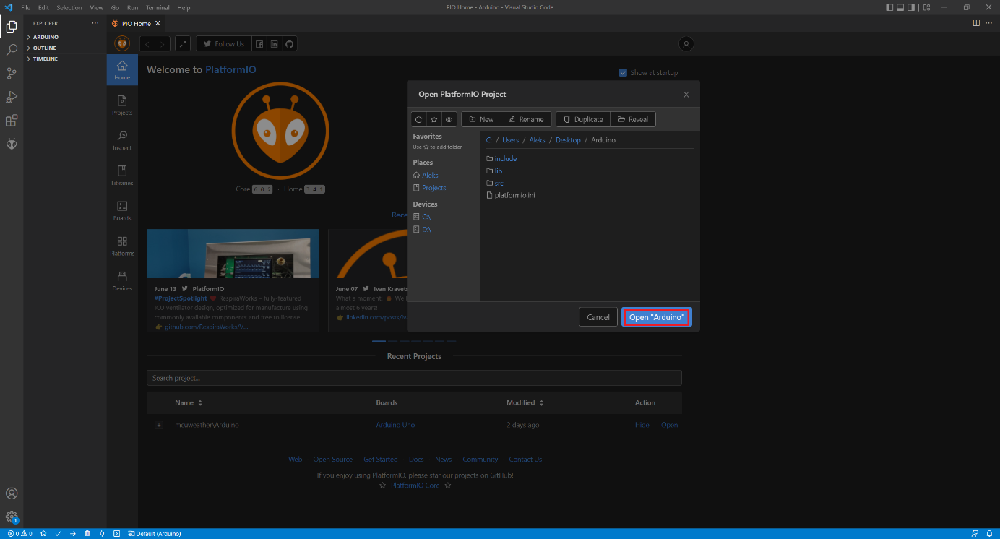 File Edit Selection View Go Run Terminal Help
PIO Home - Arduino - Visual Studio Code
EXPLORER
ARDUINO
OUTLINE
TIMELINE
PIO Home
Follow Us
Home
Projects
Inspect
Libraries
Boards
Platforms
Devices
Welcome to PlatformIO
Show at startup
Core 6.0.2 · Home 3.4.1
Rece
June 13 PlatformIO
#ProjectSpotlight ❤️ RespiraWorks – fully-featured
ICU ventilator design, optimized for manufacture using
commonly available components and free to license
👉 github.com/RespiraWorks/V...
June 07 Ivan Kravets
What a moment! 🔥 We
almost 6 years!
👉 linkedin.com/posts/iv
Open PlatformIO Project
New Rename Duplicate Reveal
Favorites
Use ☆ to add folder
Places
Aleks
Projects
Devices
C:\
D:\
C: / Users / Aleks / Desktop / Arduino
include
lib
src
platformio.ini
Cancel Open "Arduino"
Recent Projects
Search project...
Name Boards Modified Action
mcuweather\Arduino Arduino Uno 2 days ago Hide Open
Web · Open Source · Get Started · Docs · News · Community · Contact Us
If you enjoy using PlatformIO, please star our projects on GitHub!
☆ PlatformIO Core ☆
1
0 0 Default (Arduino)